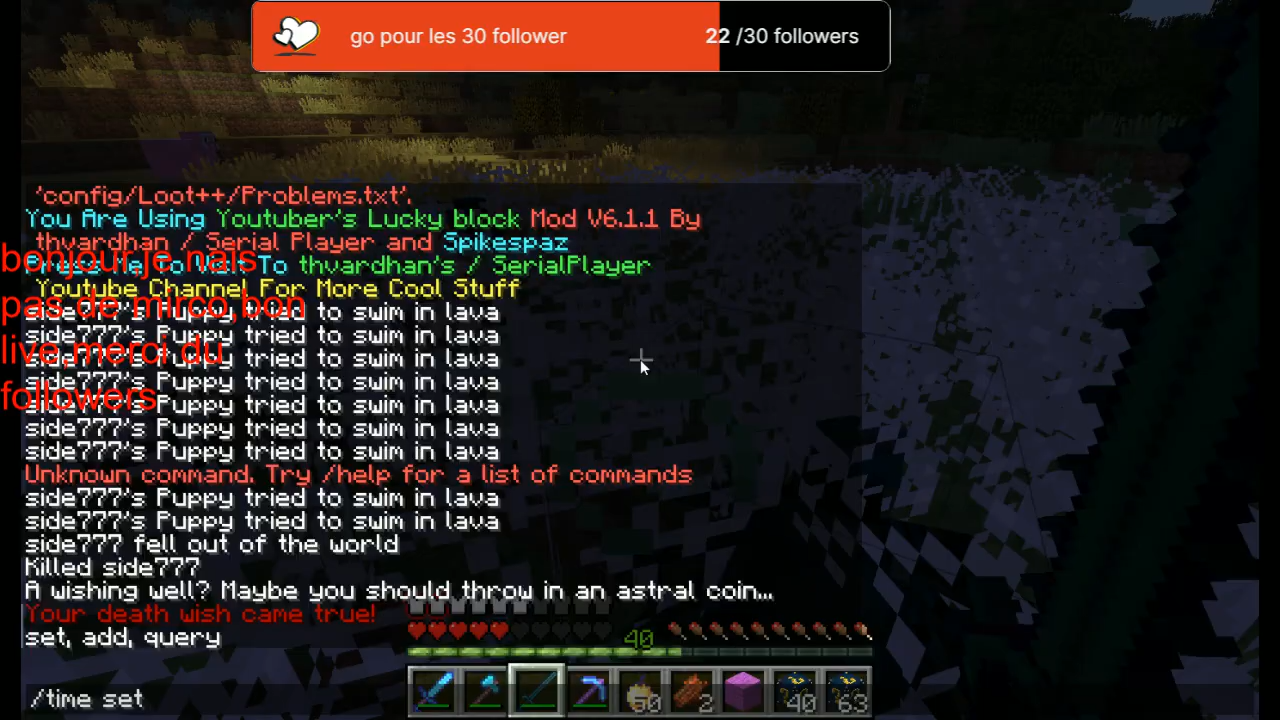 go pour les 30 follower
22 /30 followers
'config/Loot++/Problems.txt'.
You Are Using Youtuber's Lucky block Mod V6.1.1 By
thvardhan / Serial Player and Spikespaz
Press Me To Visit To thvardhan's / SerialPlayer
Youtube Channel For More Cool Stuff
bonjour,je nais
pas de mirco,bon
live,merci du
followers
side777's Puppy tried to swim in lava
side777's Puppy tried to swim in lava
side777's Puppy tried to swim in lava
side777's Puppy tried to swim in lava
side777's Puppy tried to swim in lava
side777's Puppy tried to swim in lava
side777's Puppy tried to swim in lava
Unknown command. Try /help for a list of commands
side777's Puppy tried to swim in lava
side777's Puppy tried to swim in lava
side777 fell out of the world
Killed side777
A wishing well? Maybe you should throw in an astral coin...
Your death wish came true!
set, add, query
40
50 2 40 63
/time set